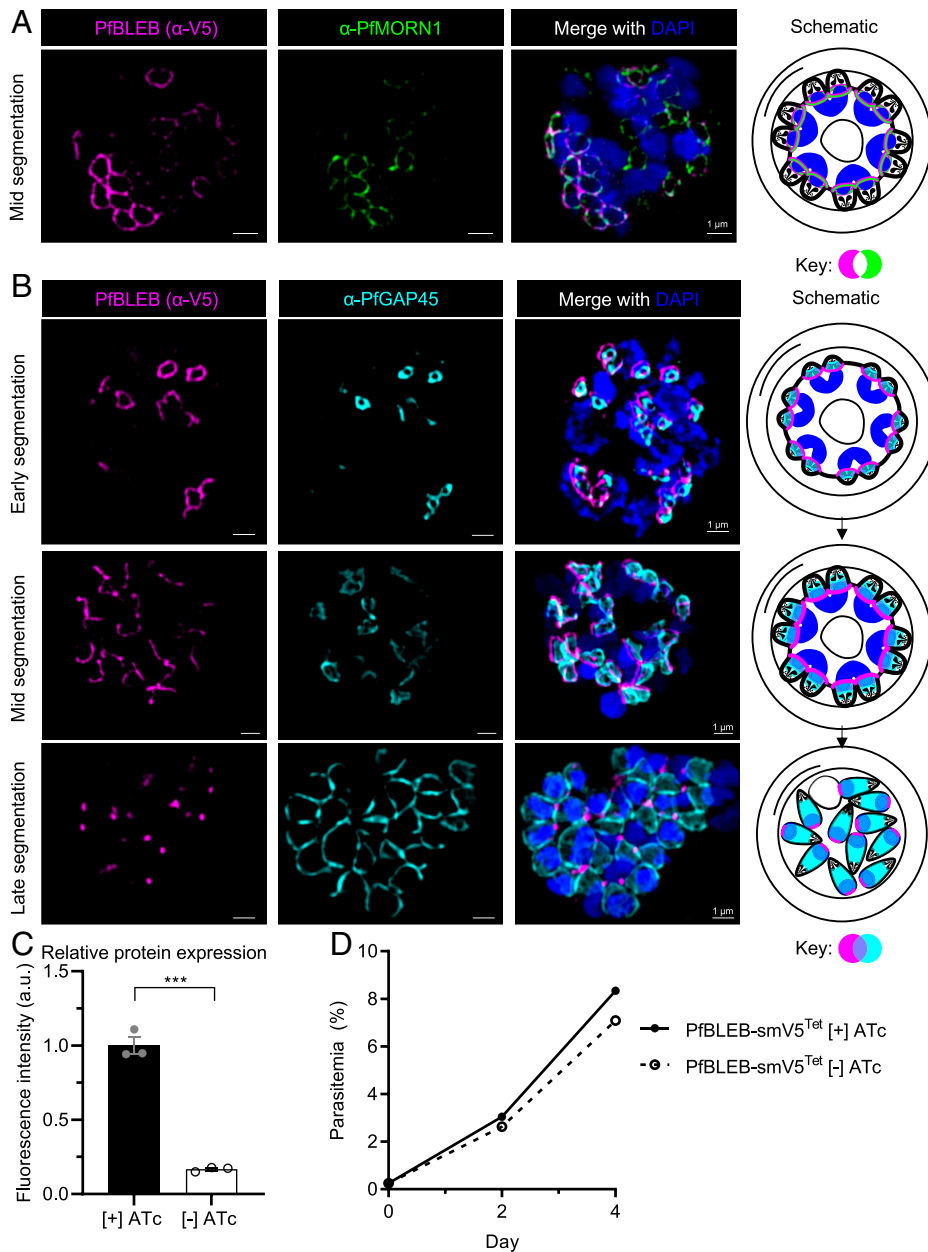 A
PfBLEB (α-V5)
α-PfMORN1
Merge with DAPI
Schematic
Mid segmentation
1 µm
Key:
B
PfBLEB (α-V5)
α-PfGAP45
Merge with DAPI
Schematic
Early segmentation
1 µm
Mid segmentation
1 µm
Late segmentation
1 µm
Key:
C
Relative protein expression
Fluorescence intensity (a.u.)
1.5
1.0
0.5
0.0
***
[+] ATc
[-] ATc
D
Parasitemia (%)
10
8
6
4
2
0
0
2
4
Day
PfBLEB-smV5Tet [+] ATc
PfBLEB-smV5Tet [-] ATc